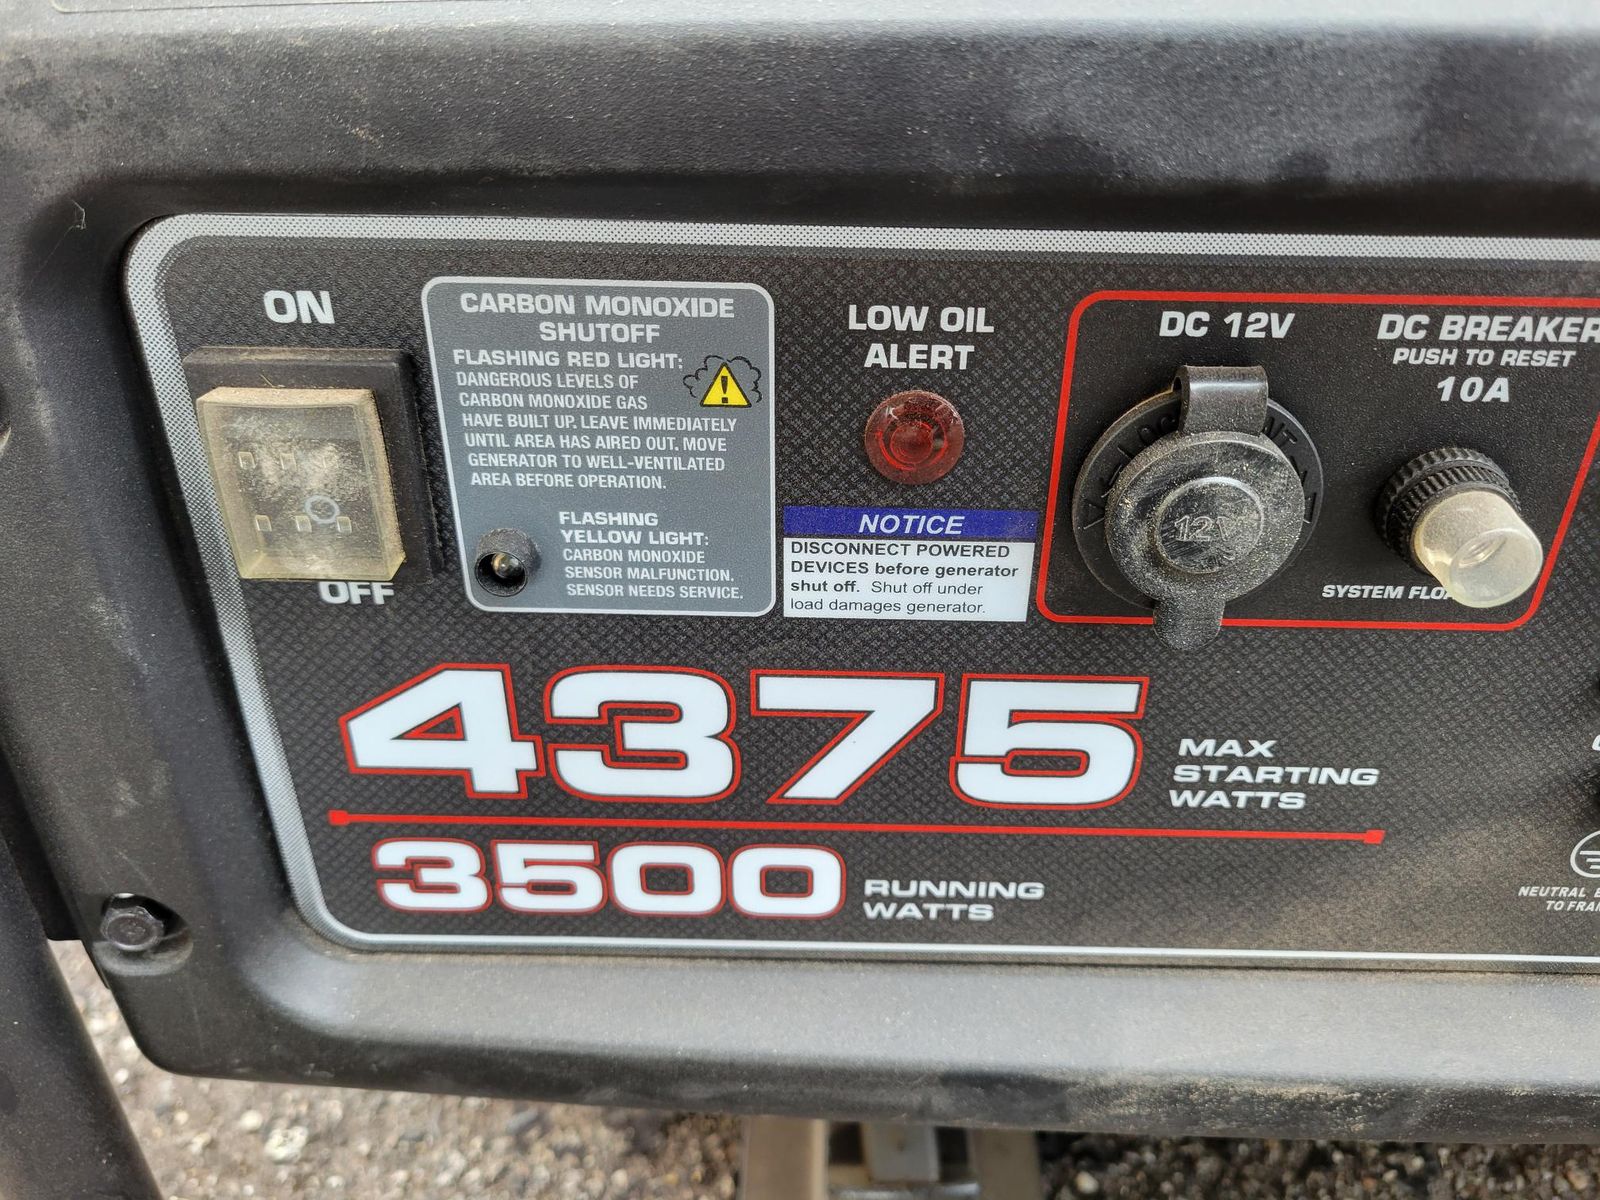 ON
OFF
CARBON MONOXIDE
SHUTOFF
FLASHING RED LIGHT:
DANGEROUS LEVELS OF
CARBON MONOXIDE GAS
HAVE BUILT UP. LEAVE IMMEDIATELY
UNTIL AREA HAS AIRED OUT. MOVE
GENERATOR TO WELL-VENTILATED
AREA BEFORE OPERATION.
FLASHING
YELLOW LIGHT:
CARBON MONOXIDE
SENSOR MALFUNCTION.
SENSOR NEEDS SERVICE.
LOW OIL
ALERT
NOTICE
DISCONNECT POWERED
DEVICES before generator
shut off. Shut off under
load damages generator.
DC 12V
12V
DC BREAKER
PUSH TO RESET
10A
SYSTEM
4375
MAX
STARTING
WATTS
3500
RUNNING
WATTS
NEUTRAL
TO